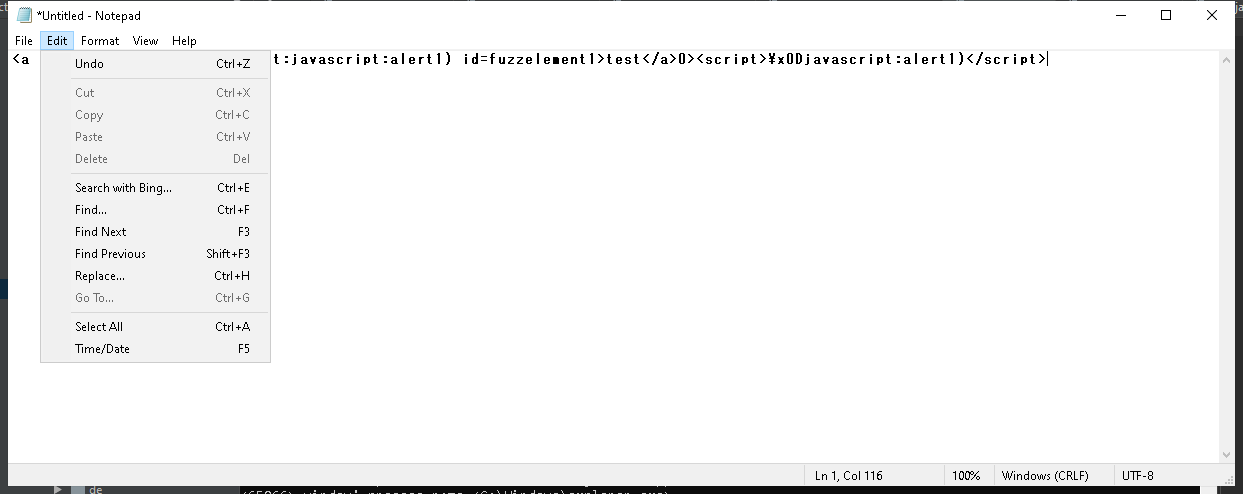 *Untitled - Notepad
File Edit Format View Help
<a t:javascript:alert1) id=fuzzelement1>test</a>0><script>¥x0Djavascript:alert1)</script>
Undo Ctrl+Z
Cut Ctrl+X
Copy Ctrl+C
Paste Ctrl+V
Delete Del
Search with Bing... Ctrl+E
Find... Ctrl+F
Find Next F3
Find Previous Shift+F3
Replace... Ctrl+H
Go To... Ctrl+G
Select All Ctrl+A
Time/Date F5
Ln 1, Col 116 100% Windows (CRLF) UTF-8
de